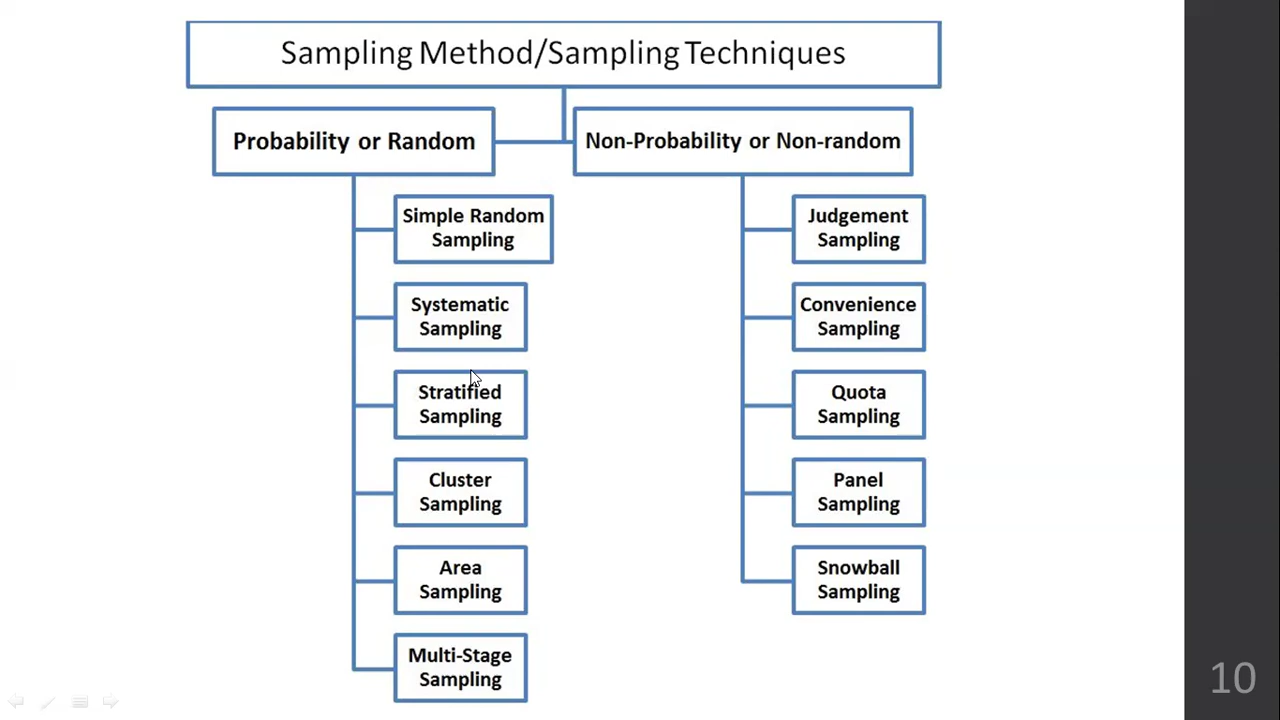 Sampling Method/Sampling Techniques
Probability or Random
Non-Probability or Non-random
Simple Random
Sampling
Systematic
Sampling
Stratified
Sampling
Cluster
Sampling
Area
Sampling
Multi-Stage
Sampling
Judgement
Sampling
Convenience
Sampling
Quota
Sampling
Panel
Sampling
Snowball
Sampling
10